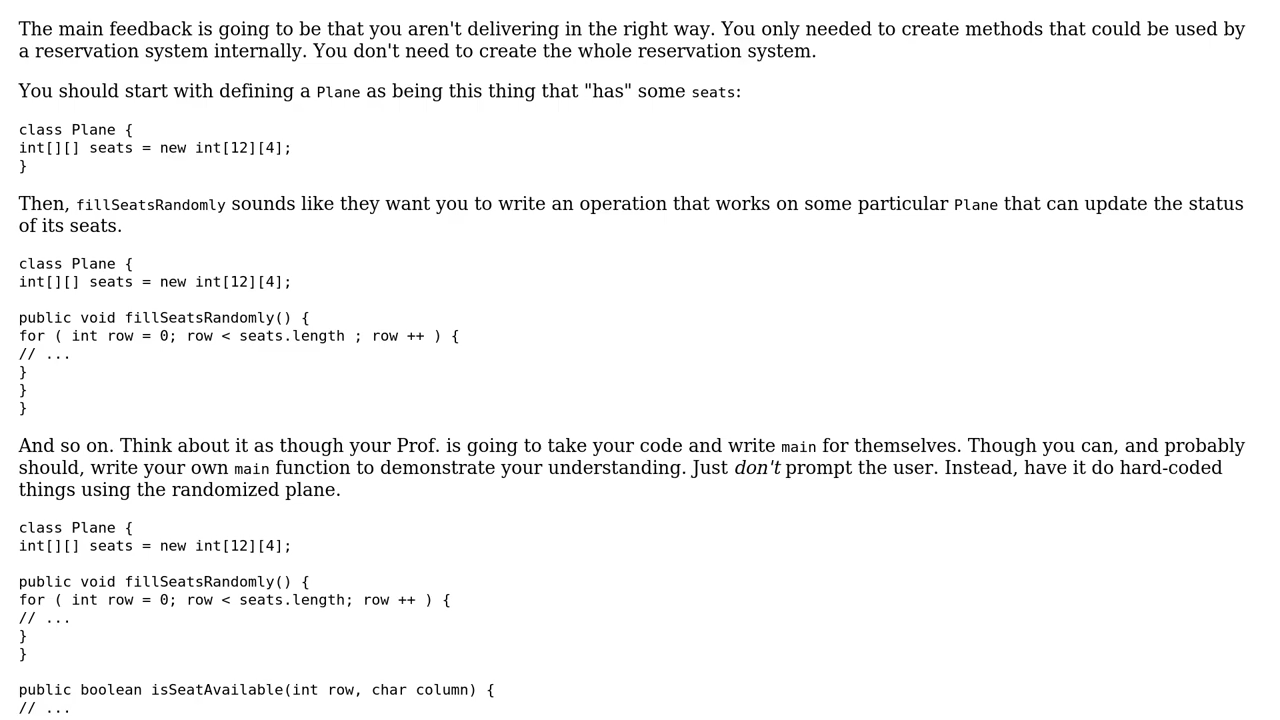 The main feedback is going to be that you aren't delivering in the right way. You only needed to create methods that could be used by
a reservation system internally. You don't need to create the whole reservation system.
You should start with defining a Plane as being this thing that "has" some seats:
class Plane {
int[][] seats = new int[12][4];
}
Then, fillSeatsRandomly sounds like they want you to write an operation that works on some particular Plane that can update the status
of its seats.
class Plane {
int[][] seats = new int[12][4];
public void fillSeatsRandomly() {
for ( int row = 0; row < seats.length ; row ++ ) {
// ...
}
}
}
And so on. Think about it as though your Prof. is going to take your code and write main for themselves. Though you can, and probably
should, write your own main function to demonstrate your understanding. Just don't prompt the user. Instead, have it do hard-coded
things using the randomized plane.
class Plane {
int[][] seats = new int[12][4];
public void fillSeatsRandomly() {
for ( int row = 0; row < seats.length; row ++ ) {
// ...
}
}
public boolean isSeatAvailable(int row, char column) {
// ...